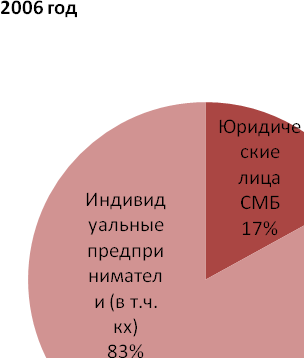 2006 год
Юридиче
ские
лица
СМБ
17%
Индивид
уальные
предпри
нимател
и (в т.ч.
кх)
83%